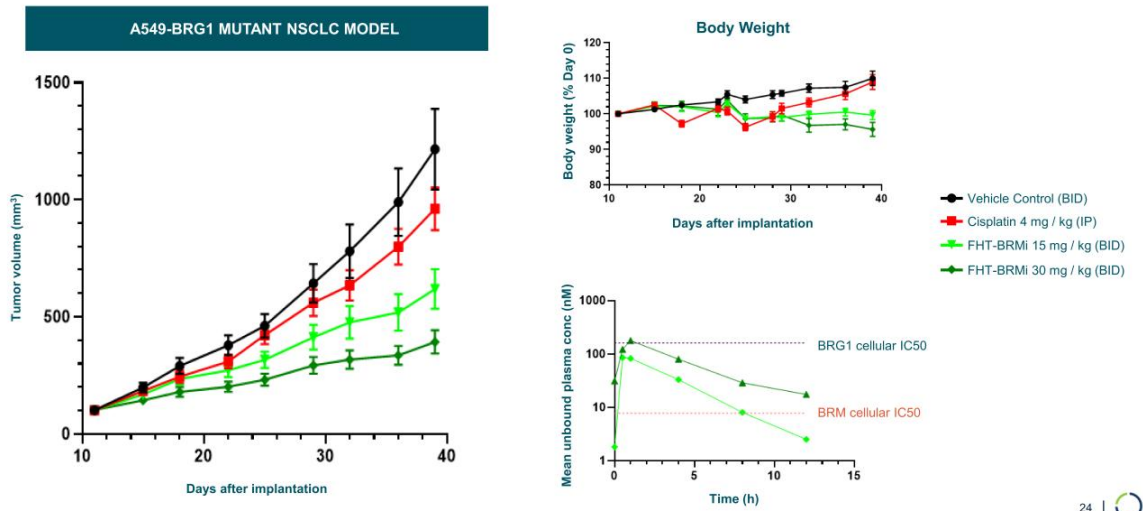 A549-BRG1 MUTANT NSCLC MODEL
Tumor volume (mm³)
1500
1000
500
0
10
20
30
40
Days after implantation
Body Weight
Body weight (% Day 0)
120
110
100
90
80
10
20
30
40
Days after implantation
Vehicle Control (BID)
Cisplatin 4 mg / kg (IP)
FHT-BRMi 15 mg / kg (BID)
FHT-BRMi 30 mg / kg (BID)
Mean unbound plasma conc (nM)
1000
100
10
1
BRG1 cellular IC50
BRM cellular IC50
0
5
10
15
Time (h)
24 |